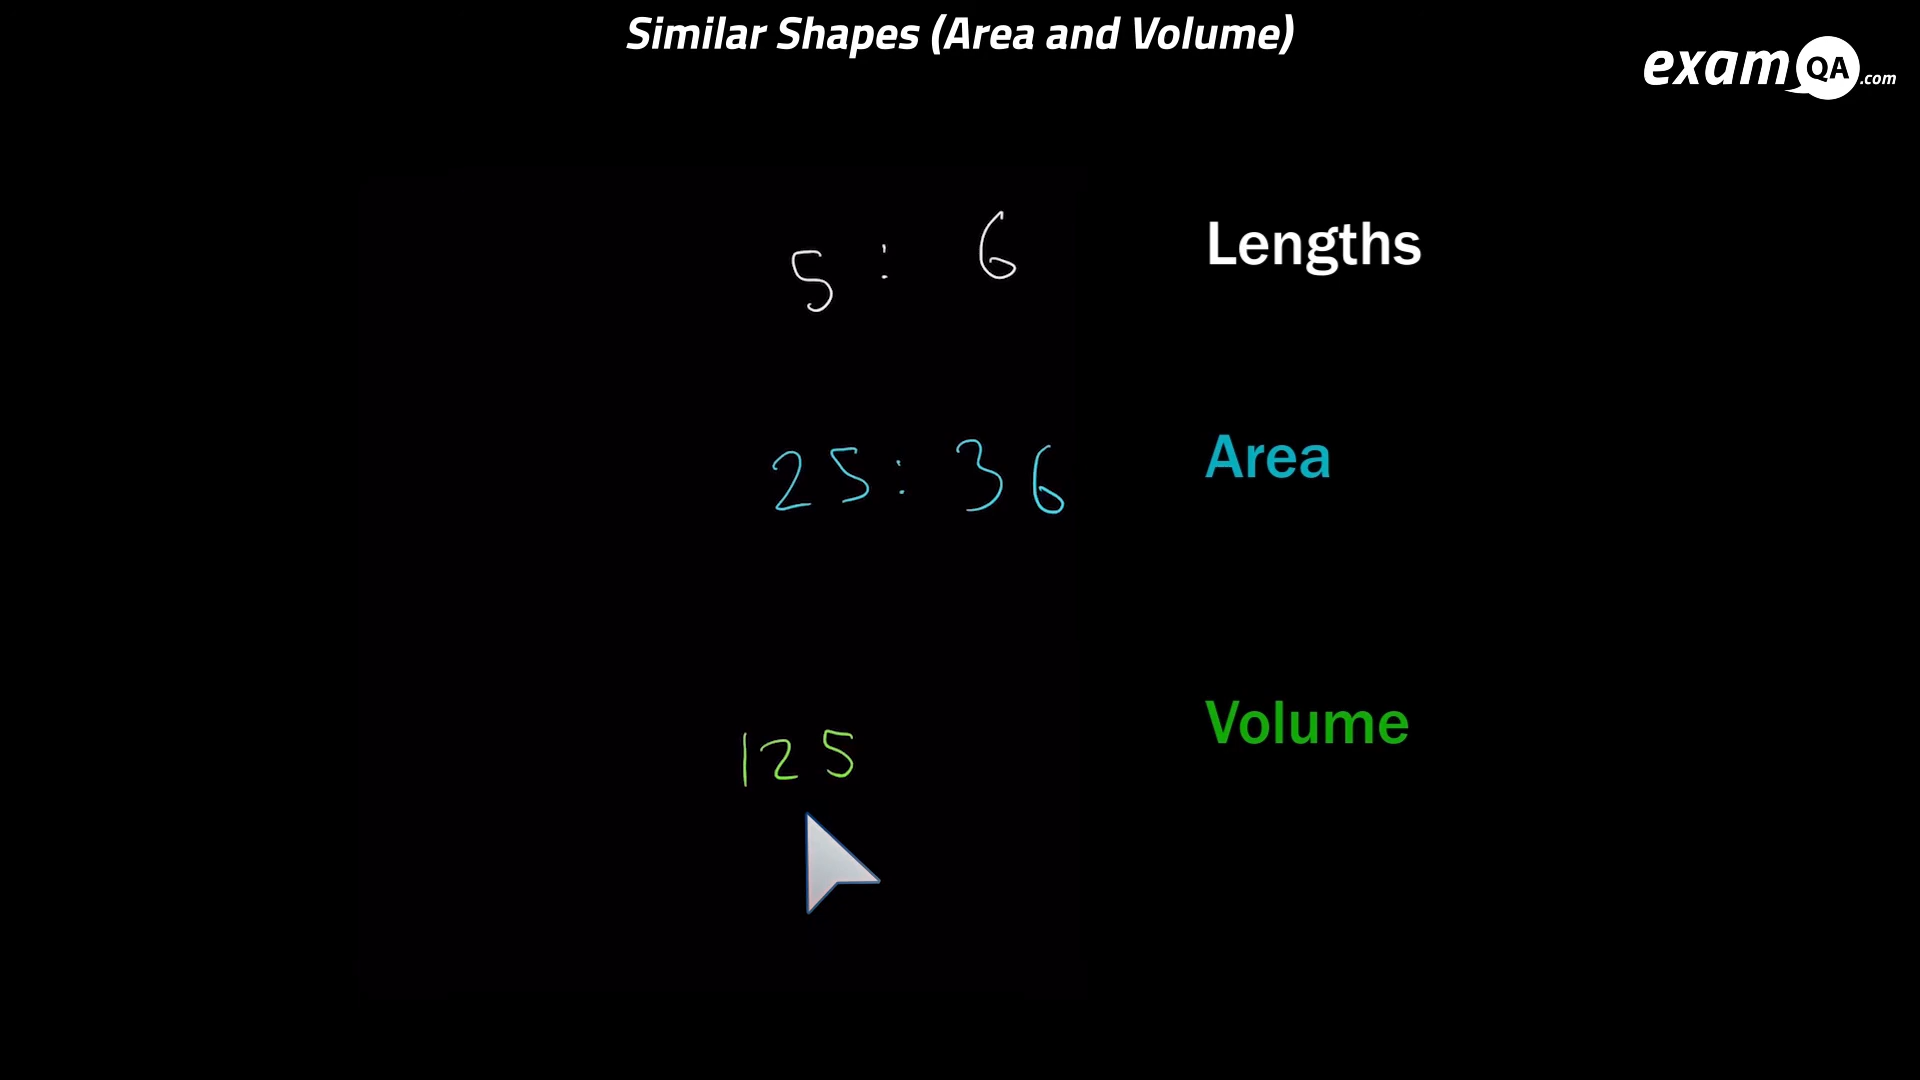 Similar Shapes (Area and Volume)
examQA.com
5 : 6 Lengths
25 : 36 Area
125 Volume